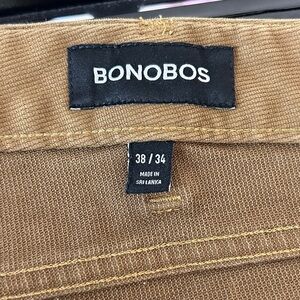 BONOBOS
38 / 34
MADE IN
SRI LANKA